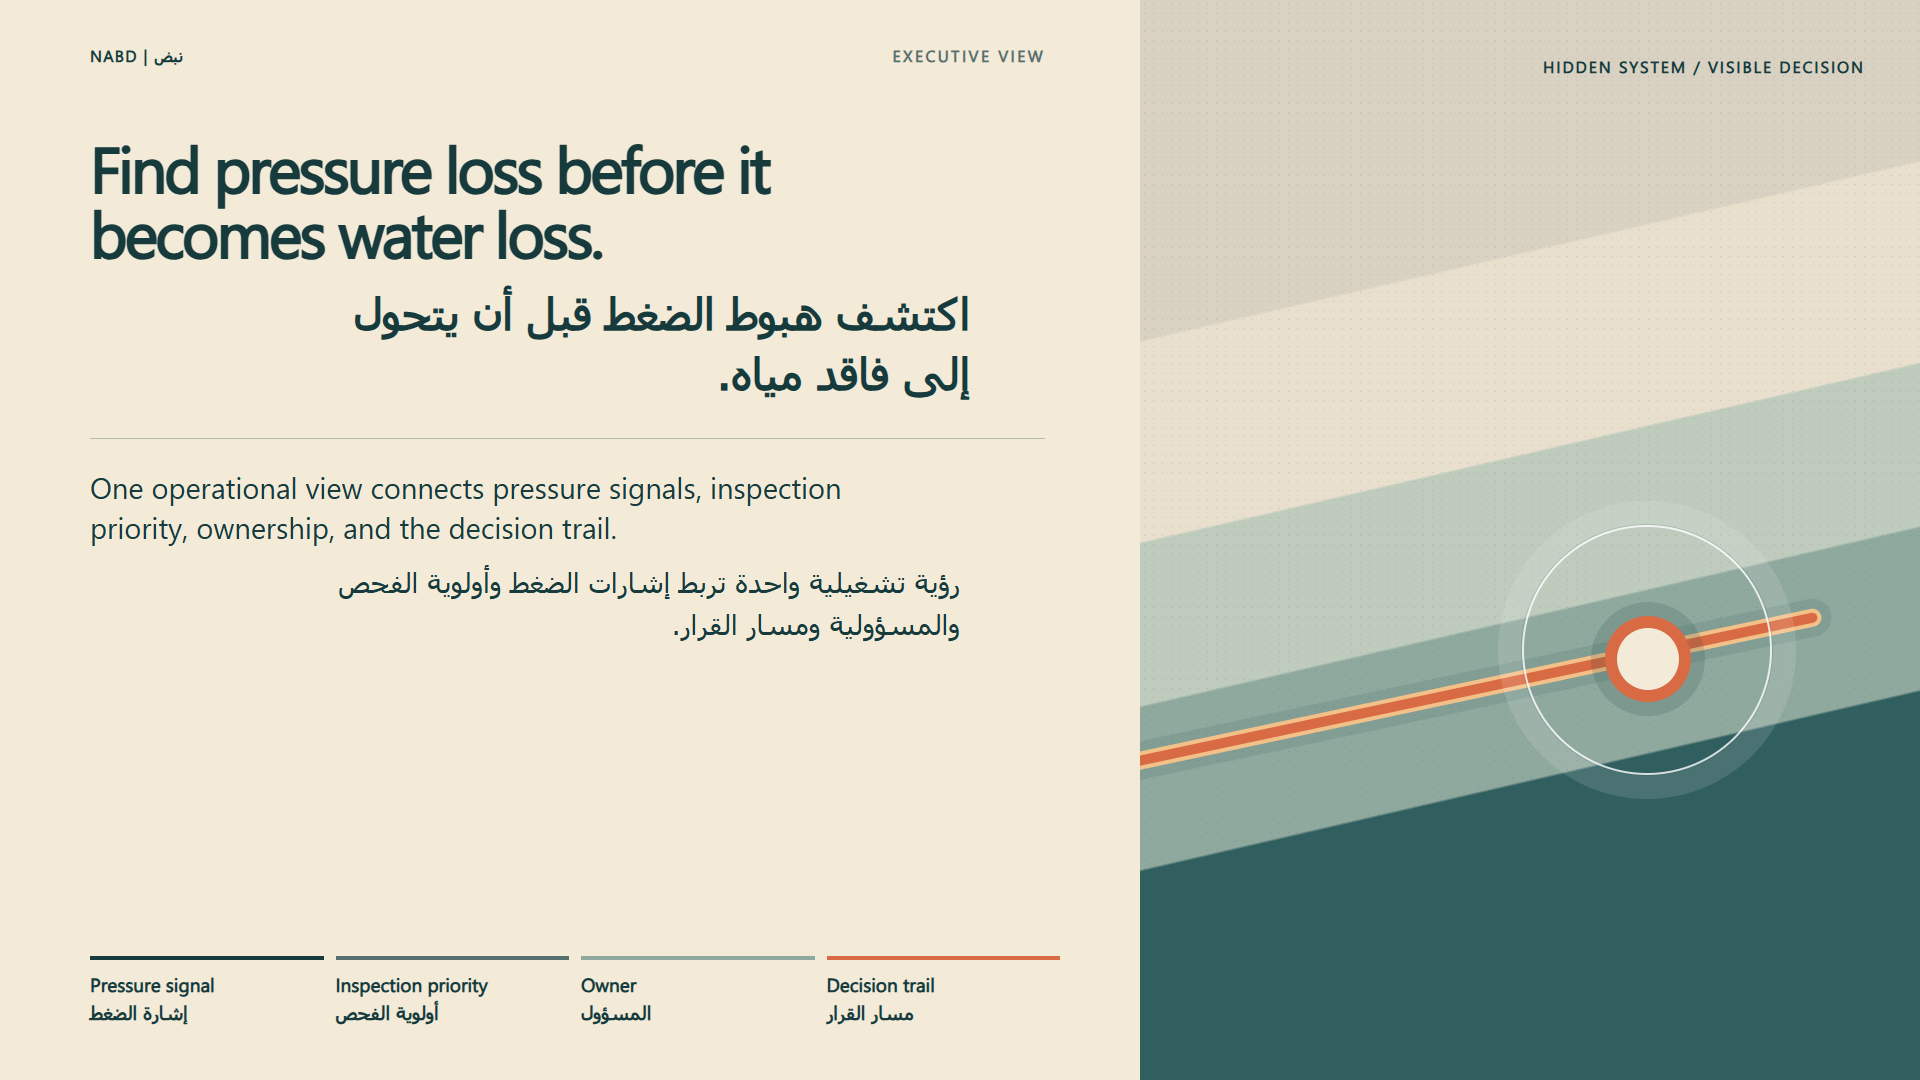 NABD | نبض
EXECUTIVE VIEW
HIDDEN SYSTEM / VISIBLE DECISION
Find pressure loss before it
becomes water loss.
اكتشف هبوط الضغط قبل أن يتحول
إلى فاقد مياه.
One operational view connects pressure signals, inspection
priority, ownership, and the decision trail.
رؤية تشغيلية واحدة تربط إشارات الضغط وأولوية الفحص
والمسؤولية ومسار القرار.
Pressure signal
إشارة الضغط
Inspection priority
أولوية الفحص
Owner
المسؤول
Decision trail
مسار القرار